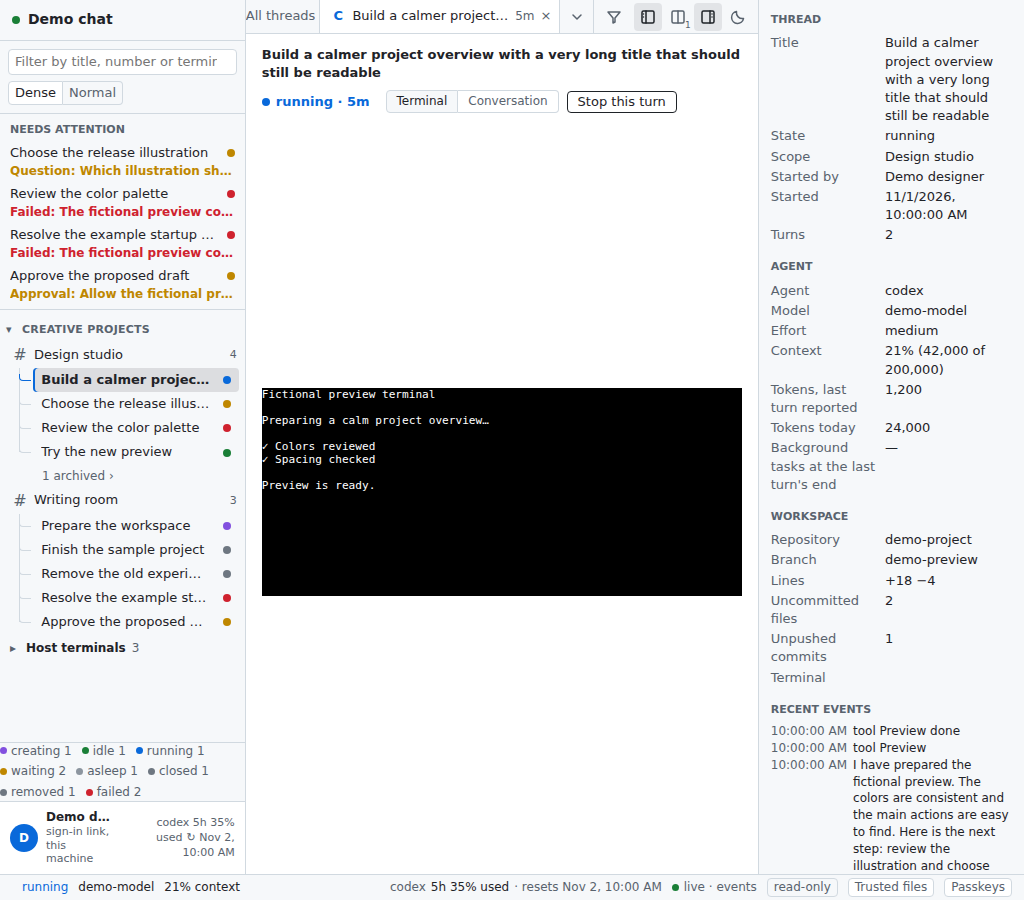 Demo chat
Filter by title, number or termir
Dense Normal
NEEDS ATTENTION
Choose the release illustration
Question: Which illustration sh…
Review the color palette
Failed: The fictional preview co…
Resolve the example startup …
Failed: The fictional preview co…
Approve the proposed draft
Approval: Allow the fictional pr…
▾ CREATIVE PROJECTS
# Design studio 4
Build a calmer projec…
Choose the release illus…
Review the color palette
Try the new preview
1 archived ›
# Writing room 3
Prepare the workspace
Finish the sample project
Remove the old experi…
Resolve the example st…
Approve the proposed …
▸ Host terminals 3
creating 1 idle 1 running 1
waiting 2 asleep 1 closed 1
removed 1 failed 2
D
Demo d…
sign-in link,
this
machine
codex 5h 35%
used ↻ Nov 2,
10:00 AM
All threads C Build a calmer project… 5m × 1
Build a calmer project overview with a very long title that should
still be readable
running · 5m Terminal Conversation Stop this turn
Fictional preview terminal
Preparing a calm project overview…
✓ Colors reviewed
✓ Spacing checked
Preview is ready.
THREAD
Title Build a calmer
project overview
with a very long
title that should
still be readable
State running
Scope Design studio
Started by Demo designer
Started 11/1/2026,
10:00:00 AM
Turns 2
AGENT
Agent codex
Model demo-model
Effort medium
Context 21% (42,000 of
200,000)
Tokens, last 1,200
turn reported
Tokens today 24,000
Background —
tasks at the last
turn's end
WORKSPACE
Repository demo-project
Branch demo-preview
Lines +18 −4
Uncommitted 2
files
Unpushed 1
commits
Terminal
RECENT EVENTS
10:00:00 AM tool Preview done
10:00:00 AM tool Preview
10:00:00 AM I have prepared the
fictional preview. The
colors are consistent and
the main actions are easy
to find. Here is the next
step: review the
illustration and choose
running demo-model 21% context
codex 5h 35% used · resets Nov 2, 10:00 AM live · events read-only Trusted files Passkeys